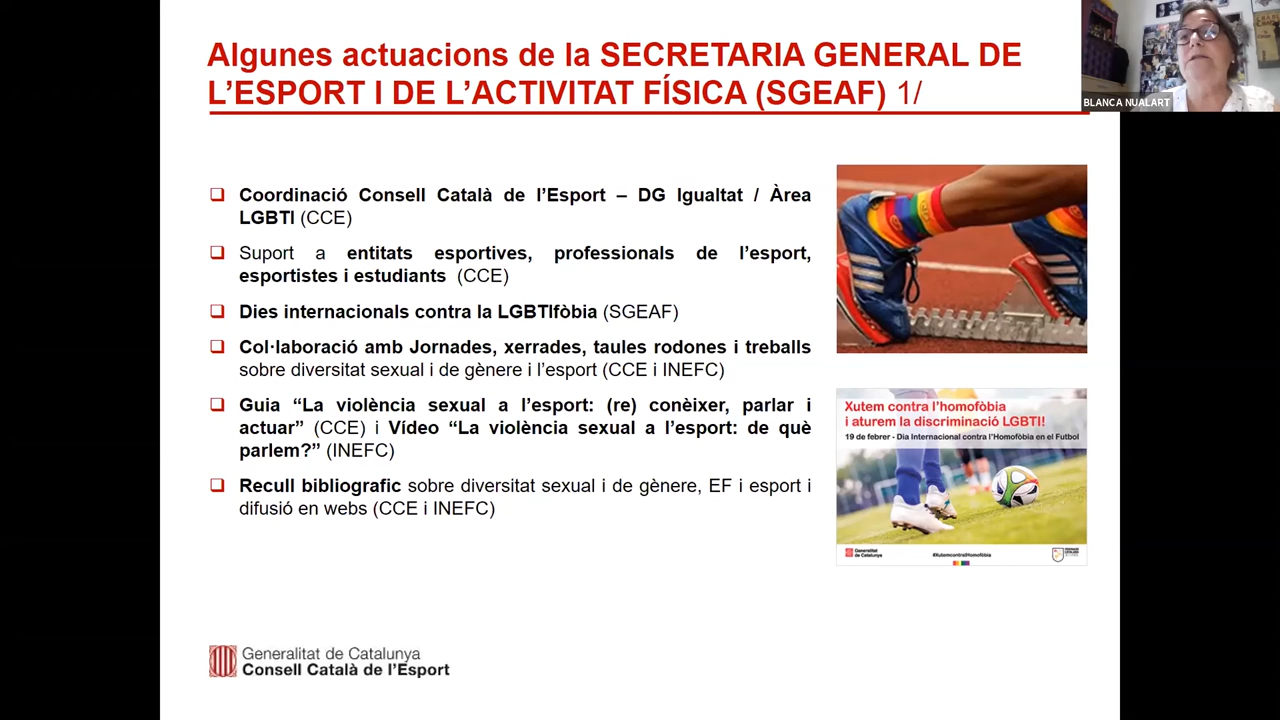 Algunes actuacions de la SECRETARIA GENERAL DE
L’ESPORT I DE L’ACTIVITAT FÍSICA (SGEAF) 1/
BLANCA NUALART
❑ Coordinació Consell Català de l’Esport – DG Igualtat / Àrea
LGBTI (CCE)
❑ Suport a entitats esportives, professionals de l’esport,
esportistes i estudiants (CCE)
❑ Dies internacionals contra la LGBTIfòbia (SGEAF)
❑ Col·laboració amb Jornades, xerrades, taules rodones i treballs
sobre diversitat sexual i de gènere i l’esport (CCE i INEFC)
❑ Guia “La violència sexual a l’esport: (re) conèixer, parlar i
actuar” (CCE) i Vídeo “La violència sexual a l’esport: de què
parlem?” (INEFC)
❑ Recull bibliografic sobre diversitat sexual i de gènere, EF i esport i
difusió en webs (CCE i INEFC)
Xutem contra l’homofòbia
i aturem la discriminació LGBTI!
19 de febrer - Dia Internacional contra l’Homofòbia en el Futbol
Generalitat
de Catalunya
#Xutemcontralhomofòbia
Generalitat de Catalunya
Consell Català de l’Esport